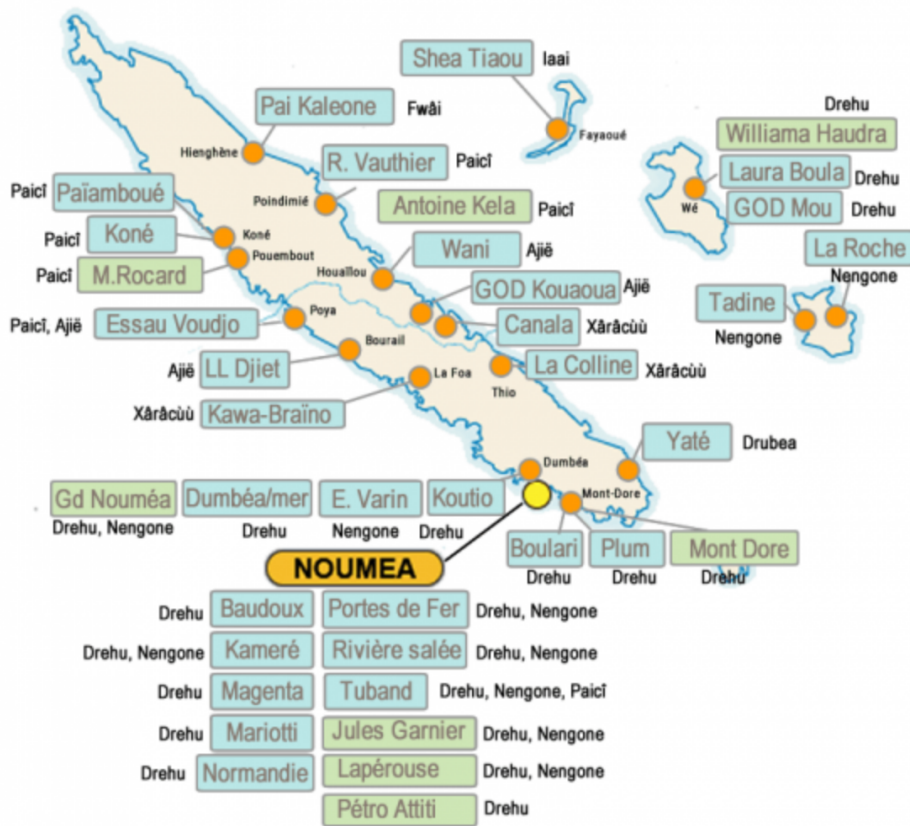 Shea Tiaou Iaai
Pai Kaleone Fwâi
Fayaoué
Drehu
Williama Haudra
Hienghène
R. Vauthier Paicî
Laura Boula Drehu
Paicî Païamboué
Poindimié
Antoine Kela Paicî
Wé
GOD Mou Drehu
Paicî Koné
Koné
Wani Ajië
La Roche
Nengone
Paicî M.Rocard
Pouembout
Houaîlou
GOD Kouaoua Ajië
Tadine
Nengone
Paicî, Ajië Essau Voudjo
Poya
Canala Xârâcùù
Bourail
Ajië LL Djiet
La Foa
Thio
La Colline Xârâcùù
Xârâcùù Kawa-Braïno
Yaté Drubea
Dumbéa
Mont-Dore
Gd Nouméa Dumbéa/mer E. Varin Koutio
Drehu, Nengone Drehu Nengone Drehu
Boulari Plum Mont Dore
Drehu Drehu Drehu
NOUMEA
Drehu Baudoux Portes de Fer Drehu, Nengone
Drehu, Nengone Kameré Rivière salée Drehu, Nengone
Drehu Magenta Tuband Drehu, Nengone, Paicî
Drehu Mariotti Jules Garnier Drehu, Nengone
Drehu Normandie Lapérouse Drehu, Nengone
Pétro Attiti Drehu